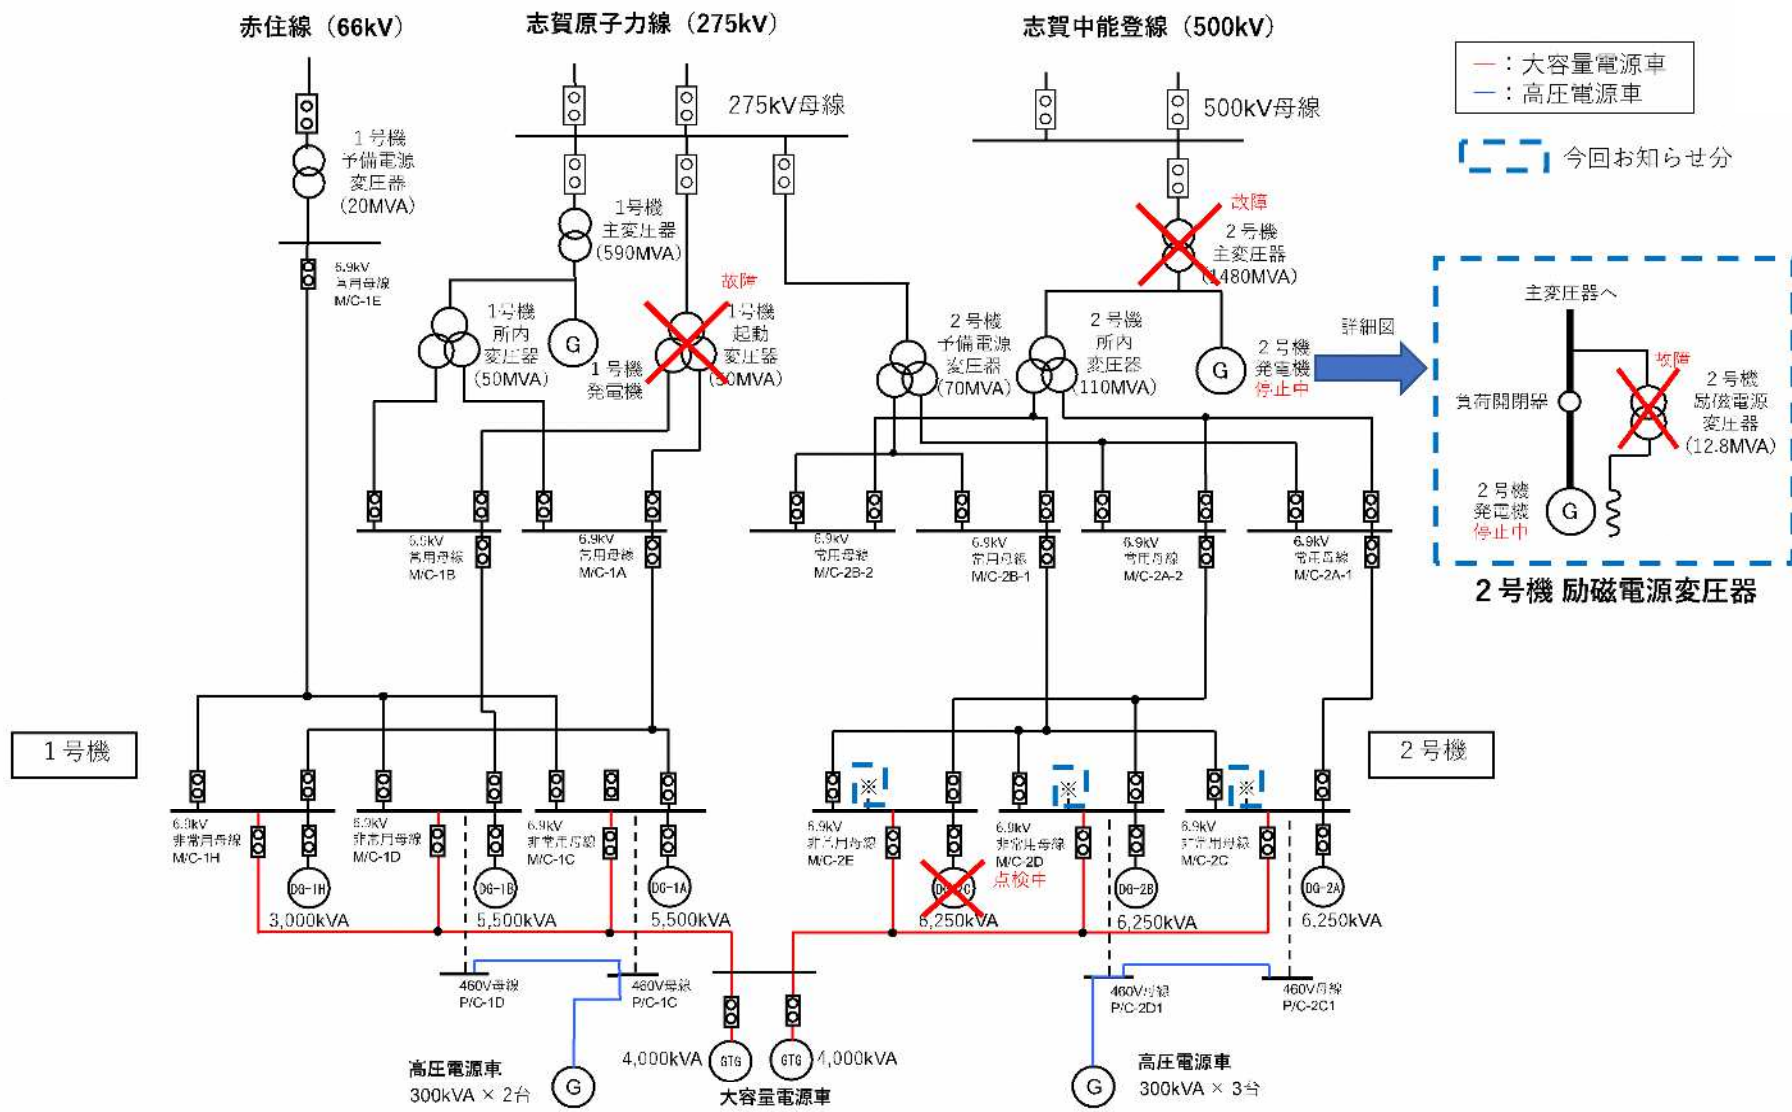 赤住線（66kV）
志賀原子力線（275kV）
志賀中能登線（500kV）
―：大容量電源車
―：高圧電源車
今回お知らせ分
275kV母線
500kV母線
１号機
予備電源
変圧器
(20MVA)
1号機
主変圧器
(590MVA)
故障
２号機
主変圧器
(1480MVA)
6.9kV
常用母線
M/C-1E
1号機
所内
変圧器
(50MVA)
G
１号機
発電機
故障
1号機
起動
変圧器
(50MVA)
２号機
予備電源
変圧器
(70MVA)
２号機
所内
変圧器
(110MVA)
G
２号機
発電機
停止中
詳細図
主変圧器へ
負荷開閉器
故障
２号機
励磁電源
変圧器
(12.8MVA)
２号機
発電機
停止中
G
２号機 励磁電源変圧器
6.9kV
常用母線
M/C-1B
6.9kV
常用母線
M/C-1A
6.9kV
常用母線
M/C-2B-2
6.9kV
常用母線
M/C-2B-1
6.9kV
常用母線
M/C-2A-2
6.9kV
常用母線
M/C-2A-1
１号機
２号機
※
※
※
6.9kV
非常用母線
M/C-1H
6.9kV
非常用母線
M/C-1D
6.9kV
非常用母線
M/C-1C
6.9kV
非常用母線
M/C-2E
6.9kV
非常用母線
M/C-2D
点検中
6.9kV
非常用母線
M/C-2C
DG-1H
3,000kVA
DG-1B
5,500kVA
DG-1A
5,500kVA
DG-2C
6,250kVA
DG-2B
6,250kVA
DG-2A
6,250kVA
460V母線
P/C-1D
460V母線
P/C-1C
460V母線
P/C-2D1
460V母線
P/C-2C1
高圧電源車
300kVA × 2台
G
4,000kVA
GTG
GTG
4,000kVA
大容量電源車
G
高圧電源車
300kVA × 3台